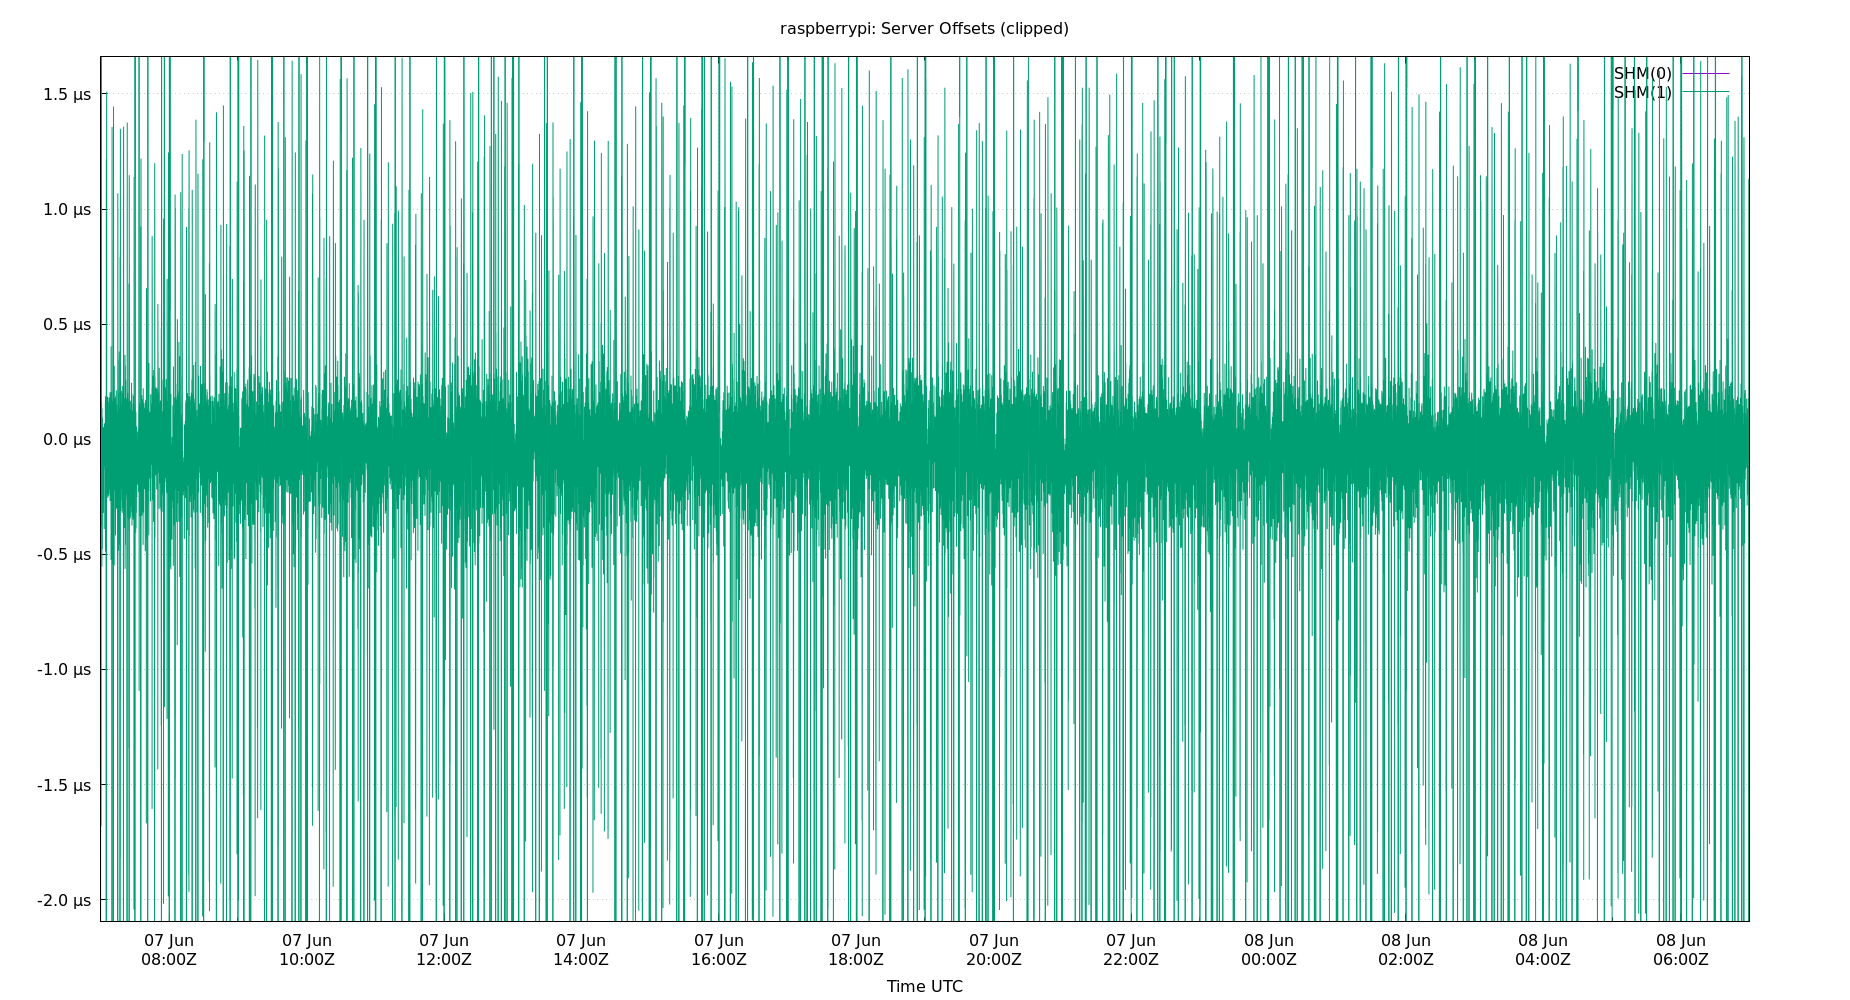 raspberrypi: Server Offsets (clipped)
SHM(0)
SHM(1)
1.5 µs
1.0 µs
0.5 µs
0.0 µs
-0.5 µs
-1.0 µs
-1.5 µs
-2.0 µs
07 Jun 07 Jun 07 Jun 07 Jun 07 Jun 07 Jun 07 Jun 07 Jun 08 Jun 08 Jun 08 Jun 08 Jun
08:00Z 10:00Z 12:00Z 14:00Z 16:00Z 18:00Z 20:00Z 22:00Z 00:00Z 02:00Z 04:00Z 06:00Z
Time UTC